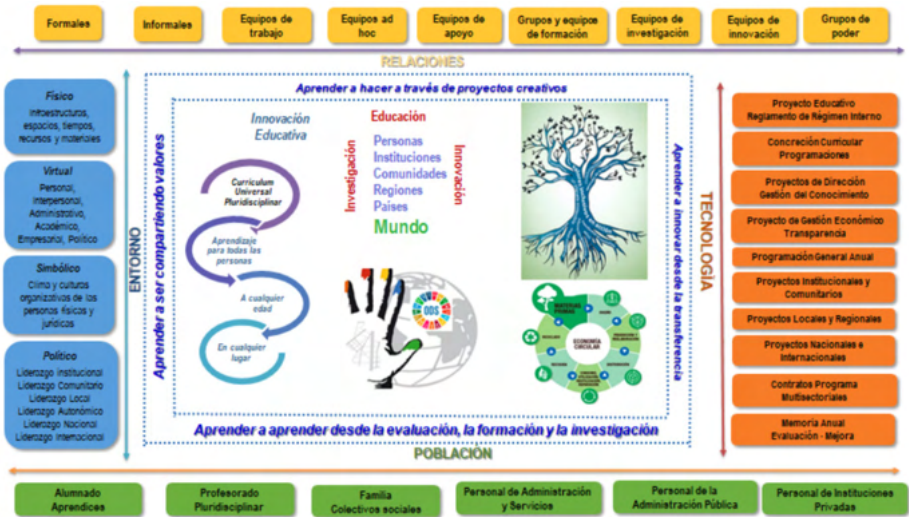 Formales
Informales
Equipos de
trabajo
Equipos ad
hoc
Equipos de
apoyo
Grupos y equipos
de formación
Equipos de
investigación
Equipos de
innovación
Grupos de
poder
RELACIONES
Físico
Infraestructuras,
espacios, tiempos,
recursos y materiales
Virtual
Personal,
Interpersonal,
Administrativo,
Académico,
Empresarial, Político
Simbólico
Clima y culturas
organizativas de las
personas físicas y
jurídicas
Político
Liderazgo Institucional
Liderazgo Comunitario
Liderazgo Local
Liderazgo Autonómico
Liderazgo Nacional
Liderazgo Internacional
ENTORNO
Aprender a ser compartiendo valores
Aprender a hacer a través de proyectos creativos
Innovación
Educativa
Curriculum
Universal
Pluridisciplinar
Aprendizaje
para todas las
personas
A cualquier
edad
En cualquier
lugar
Educación
Investigación
Personas
Instituciones
Comunidades
Regiones
Paises
Mundo
Innovación
ODS
MATERIAS
PRIMAS
ECONOMÍA
CIRCULAR
Aprender a innovar desde la transferencia
Aprender a aprender desde la evaluación, la formación y la investigación
TECNOLOGÌA
Proyecto Educativo
Reglamento de Régimen Interno
Concreción Curricular
Programaciones
Proyectos de Dirección
Gestión del Conocimiento
Proyecto de Gestión Económico
Transparencia
Programación General Anual
Proyectos Institucionales y
Comunitarios
Proyectos Locales y Regionales
Proyectos Nacionales e
Internacionales
Contratos Programa
Multisectoriales
Memoria Anual
Evaluación - Mejora
POBLACIÓN
Alumnado
Aprendices
Profesorado
Pluridisciplinar
Familia
Colectivos sociales
Personal de Administración
y Servicios
Personal de la
Administración Pública
Personal de Instituciones
Privadas